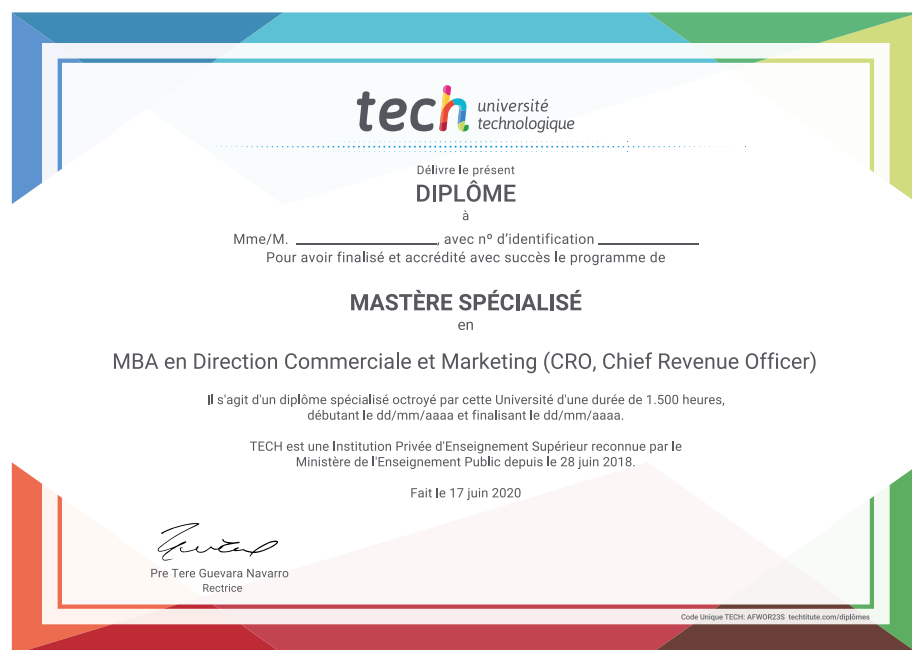 tech université
technologique
Délivre le présent
DIPLÔME
à
Mme/M. ____________________, avec nº d'identification ______________
Pour avoir finalisé et accrédité avec succès le programme de
MASTÈRE SPÉCIALISÉ
en
MBA en Direction Commerciale et Marketing (CRO, Chief Revenue Officer)
Il s'agit d'un diplôme spécialisé octroyé par cette Université d'une durée de 1.500 heures,
débutant le dd/mm/aaaa et finalisant le dd/mm/aaaa.
TECH est une Institution Privée d'Enseignement Supérieur reconnue par le
Ministère de l'Enseignement Public depuis le 28 juin 2018.
Fait le 17 juin 2020
Pre Tere Guevara Navarro
Rectrice
Code Unique TECH: AFWOR23S techtitute.com/diplômes